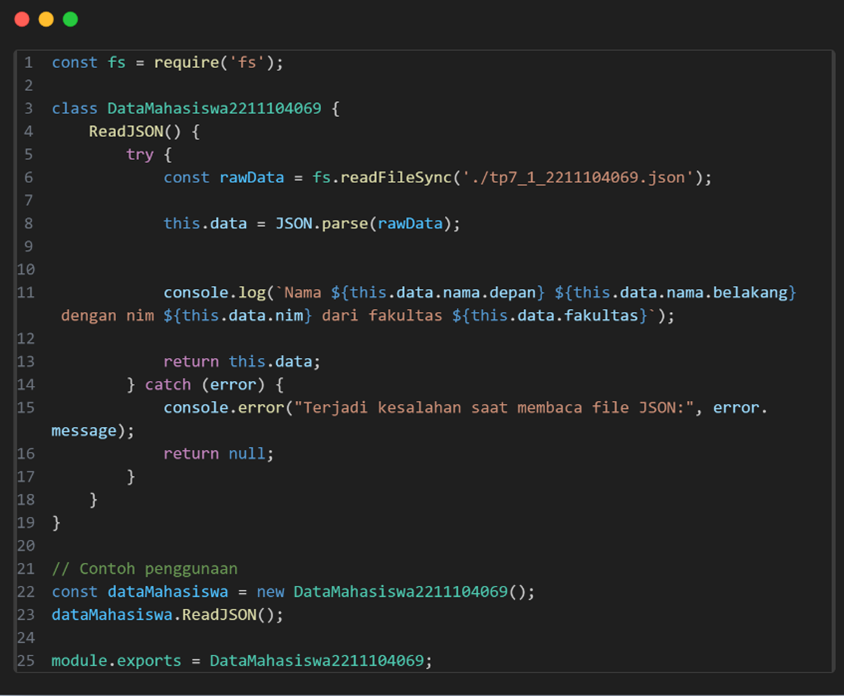 1 const fs = require('fs');
2
3 class DataMahasiswa2211104069 {
4     ReadJSON() {
5         try {
6             const rawData = fs.readFileSync('./tp7_1_2211104069.json');
7
8             this.data = JSON.parse(rawData);
9
10
11             console.log(`Nama ${this.data.nama.depan} ${this.data.nama.belakang}
 dengan nim ${this.data.nim} dari fakultas ${this.data.fakultas}`);
12
13             return this.data;
14         } catch (error) {
15             console.error("Terjadi kesalahan saat membaca file JSON:", error.
message);
16             return null;
17         }
18     }
19 }
20
21 // Contoh penggunaan
22 const dataMahasiswa = new DataMahasiswa2211104069();
23 dataMahasiswa.ReadJSON();
24
25 module.exports = DataMahasiswa2211104069;